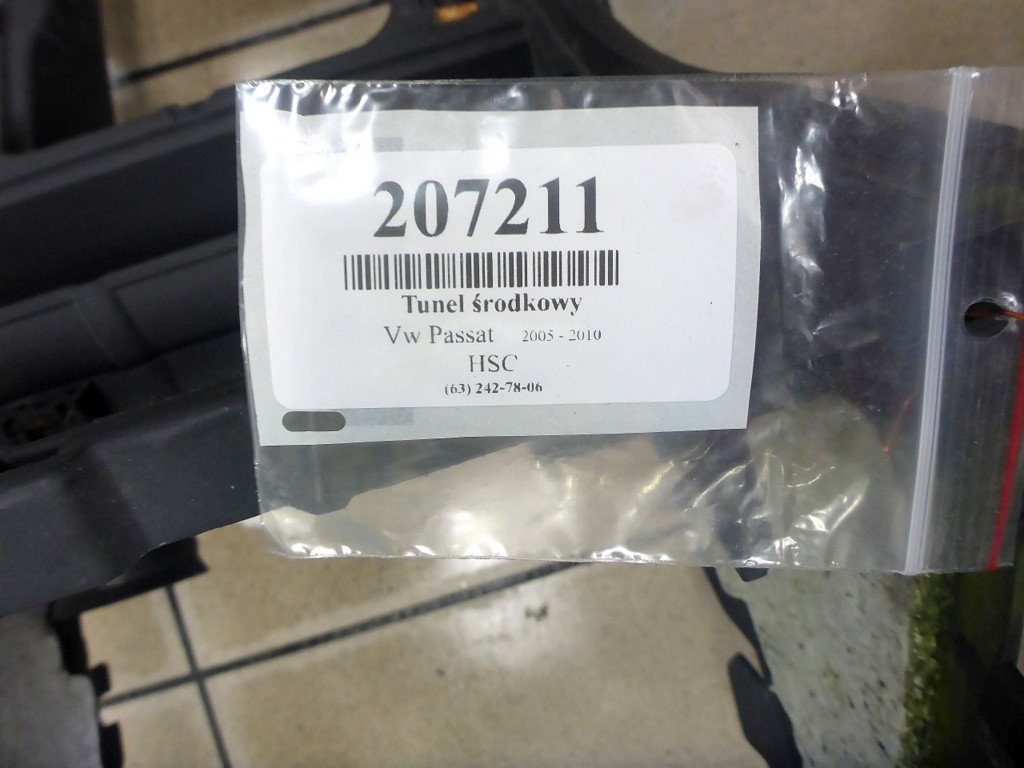 207211
Tunel środkowy
Vw Passat 2005 - 2010
HSC
(63) 242-78-06